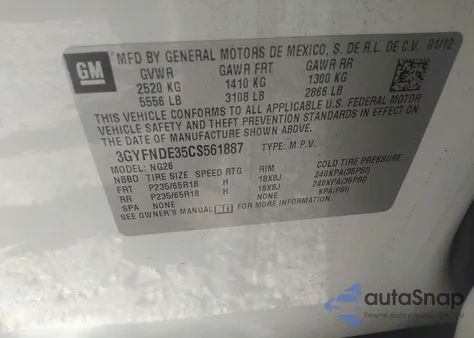 GM
MFD BY GENERAL MOTORS DE MEXICO, S. DE R.L. DE C.V. 01/12
GVWR GAWR FRT GAWR RR
2520 KG 1410 KG 1300 KG
5556 LB 3108 LB 2866 LB
THIS VEHICLE CONFORMS TO ALL APPLICABLE U.S. FEDERAL MOTOR
VEHICLE SAFETY, BUMPER, AND THEFT PREVENTION STANDARDS IN EFFECT
ON THE DATE OF MANUFACTURE SHOWN ABOVE.
3GYFNDE35CS561887 TYPE: M.P.V.
MODEL: NG26
NBBD TIRE SIZE SPEED RTG RIM COLD TIRE PRESSURE
FRT P235/65R18 H 18X8J 240KPA(35PSI)
RR P235/65R18 H 18X8J 240KPA(35PSI)
SPA NONE NONE KPA(PSI)
SEE OWNER'S MANUAL i FOR MORE INFORMATION.
autoSnap